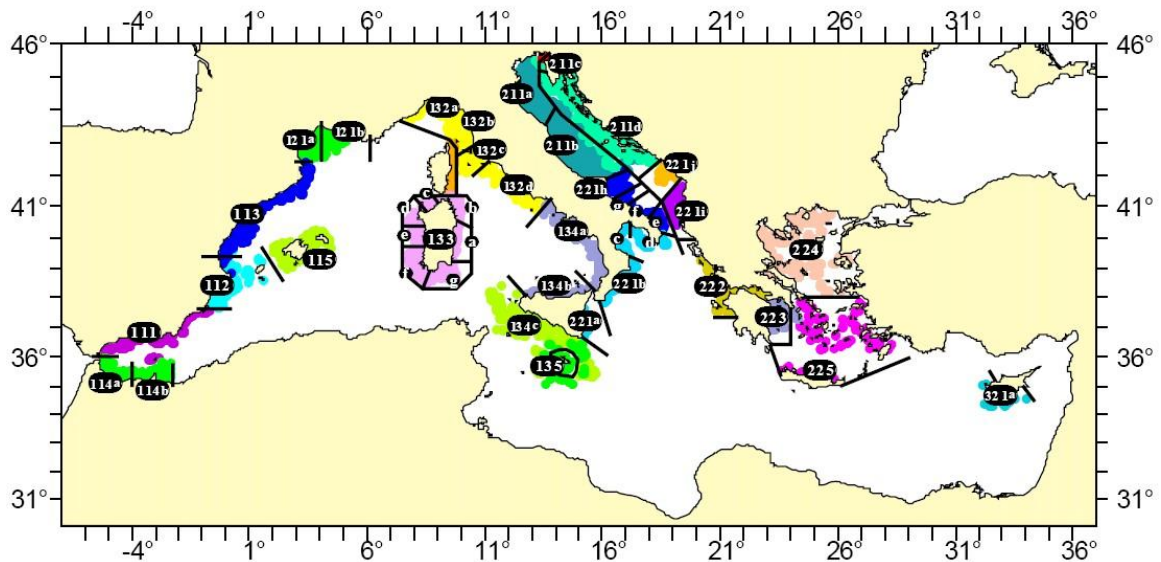 -4° 1° 6° 11° 16° 21° 26° 31° 36°
46° 46°
211c
132a
211a
132b
121a 121b
211d
132c
211b
221j
132d
221h
c
d b
g f
221i
41° 41°
113
e
134a
e 133 a
c d
224
115
112
134b
221b
222
g
134c
221a
223
111
36° 36°
135
225
114a
114b
321a
31° 31°
-4° 1° 6° 11° 16° 21° 26° 31° 36°